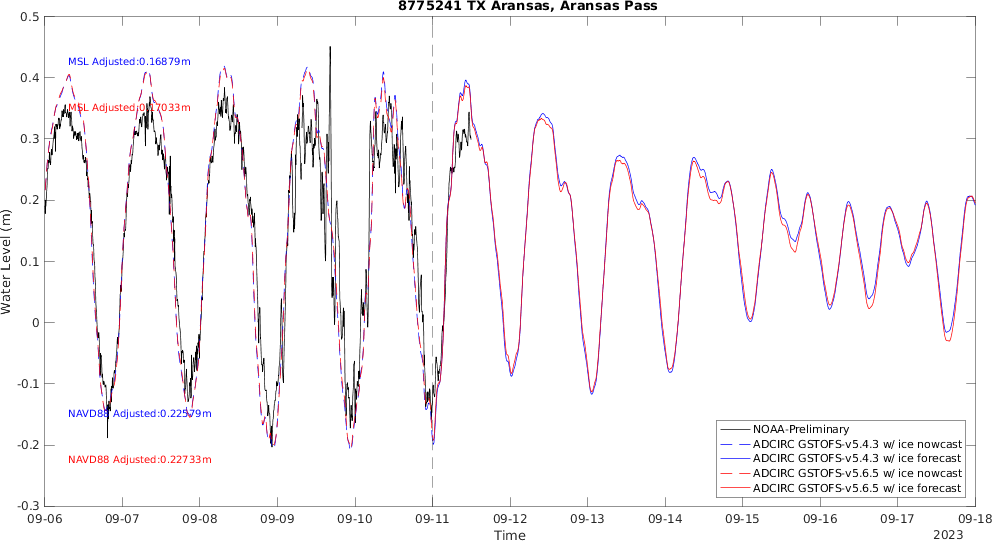 8775241 TX Aransas, Aransas Pass
0.5
0.4
0.3
0.2
0.1
0
-0.1
-0.2
-0.3
Water Level (m)
MSL Adjusted:0.16879m
MSL Adjusted:0.17033m
NAVD88 Adjusted:0.22579m
NAVD88 Adjusted:0.22733m
NOAA-Preliminary
ADCIRC GSTOFS-v5.4.3 w/ ice nowcast
ADCIRC GSTOFS-v5.4.3 w/ ice forecast
ADCIRC GSTOFS-v5.6.5 w/ ice nowcast
ADCIRC GSTOFS-v5.6.5 w/ ice forecast
09-06 09-07 09-08 09-09 09-10 09-11 09-12 09-13 09-14 09-15 09-16 09-17 09-18
Time
2023